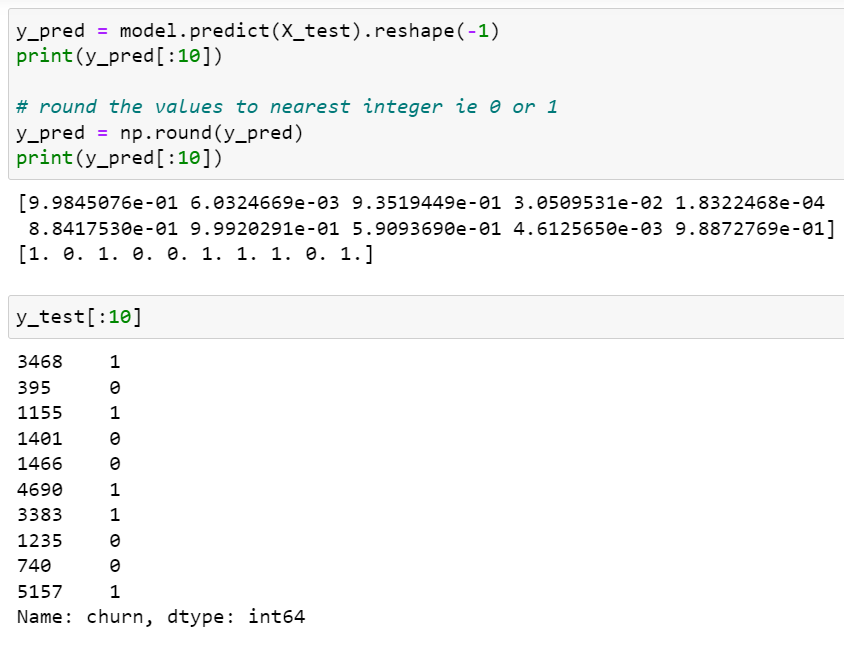 y_pred = model.predict(X_test).reshape(-1)
print(y_pred[:10])
# round the values to nearest integer ie 0 or 1
y_pred = np.round(y_pred)
print(y_pred[:10])
[9.9845076e-01 6.0324669e-03 9.3519449e-01 3.0509531e-02 1.8322468e-04
8.8417530e-01 9.9920291e-01 5.9093690e-01 4.6125650e-03 9.8872769e-01]
[1. 0. 1. 0. 0. 1. 1. 1. 0. 1.]
y_test[:10]
3468 1
395 0
1155 1
1401 0
1466 0
4690 1
3383 1
1235 0
740 0
5157 1
Name: churn, dtype: int64